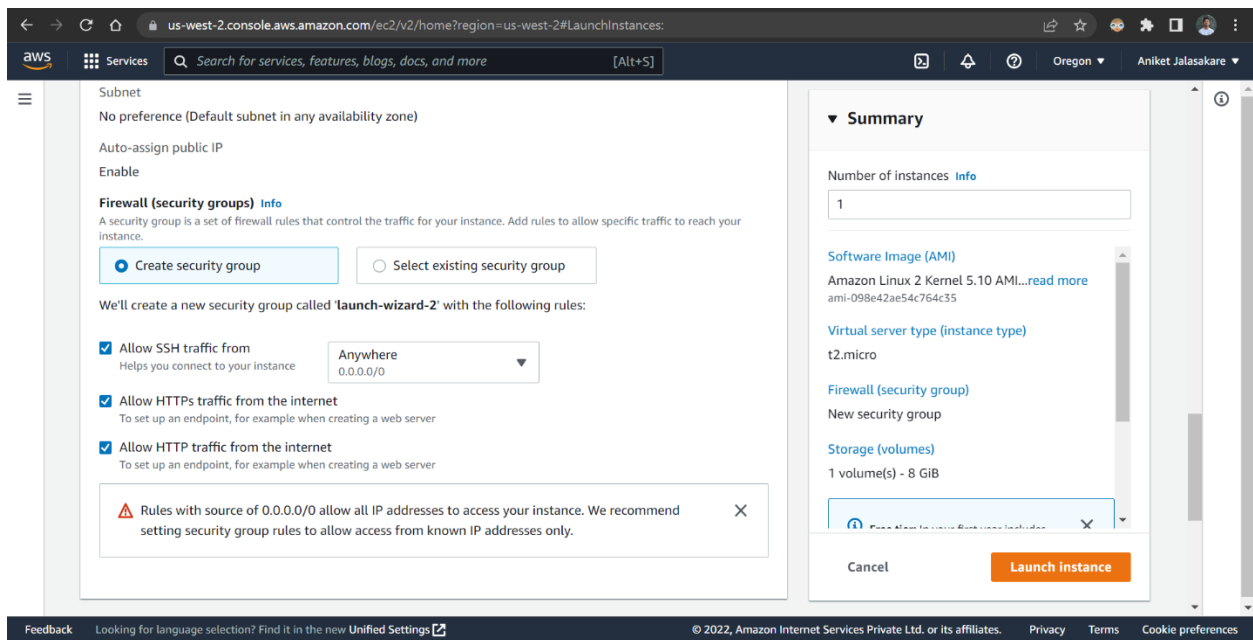 us-west-2.console.aws.amazon.com/ec2/v2/home?region=us-west-2#LaunchInstances:
aws
Services
Search for services, features, blogs, docs, and more
[Alt+S]
Oregon
Aniket Jalasakare
Subnet
No preference (Default subnet in any availability zone)
Auto-assign public IP
Enable
Firewall (security groups) Info
A security group is a set of firewall rules that control the traffic for your instance. Add rules to allow specific traffic to reach your
instance.
Create security group
Select existing security group
We'll create a new security group called 'launch-wizard-2' with the following rules:
Allow SSH traffic from
Helps you connect to your instance
Anywhere
0.0.0.0/0
Allow HTTPs traffic from the internet
To set up an endpoint, for example when creating a web server
Allow HTTP traffic from the internet
To set up an endpoint, for example when creating a web server
Rules with source of 0.0.0.0/0 allow all IP addresses to access your instance. We recommend
setting security group rules to allow access from known IP addresses only.
Summary
Number of instances Info
1
Software Image (AMI)
Amazon Linux 2 Kernel 5.10 AMI...read more
ami-098e42ae54c764c35
Virtual server type (instance type)
t2.micro
Firewall (security group)
New security group
Storage (volumes)
1 volume(s) - 8 GiB
Free tier: In your first year includes
Cancel
Launch instance
Feedback
Looking for language selection? Find it in the new Unified Settings
© 2022, Amazon Internet Services Private Ltd. or its affiliates.
Privacy
Terms
Cookie preferences